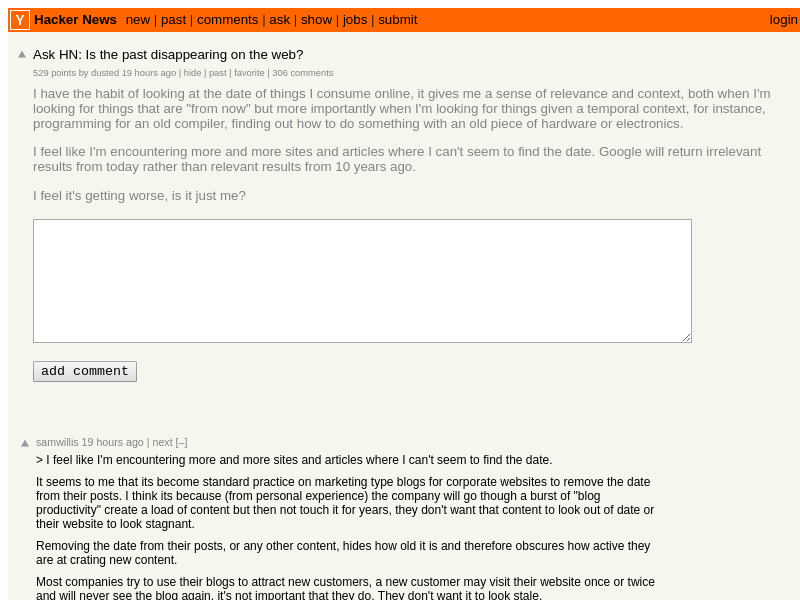 Y Hacker News new | past | comments | ask | show | jobs | submit login
Ask HN: Is the past disappearing on the web?
529 points by dusted 19 hours ago | hide | past | favorite | 306 comments
I have the habit of looking at the date of things I consume online, it gives me a sense of relevance and context, both when I'm
looking for things that are "from now" but more importantly when I'm looking for things given a temporal context, for instance,
programming for an old compiler, finding out how to do something with an old piece of hardware or electronics.
I feel like I'm encountering more and more sites and articles where I can't seem to find the date. Google will return irrelevant
results from today rather than relevant results from 10 years ago.
I feel it's getting worse, is it just me?
add comment
samwillis 19 hours ago | next [–]
> I feel like I'm encountering more and more sites and articles where I can't seem to find the date.
It seems to me that its become standard practice on marketing type blogs for corporate websites to remove the date
from their posts. I think its because (from personal experience) the company will go though a burst of "blog
productivity" create a load of content but then not touch it for years, they don't want that content to look out of date or
their website to look stagnant.
Removing the date from their posts, or any other content, hides how old it is and therefore obscures how active they
are at crating new content.
Most companies try to use their blogs to attract new customers, a new customer may visit their website once or twice
and will never see the blog again, it's not important that they do. They don't want it to look stale.